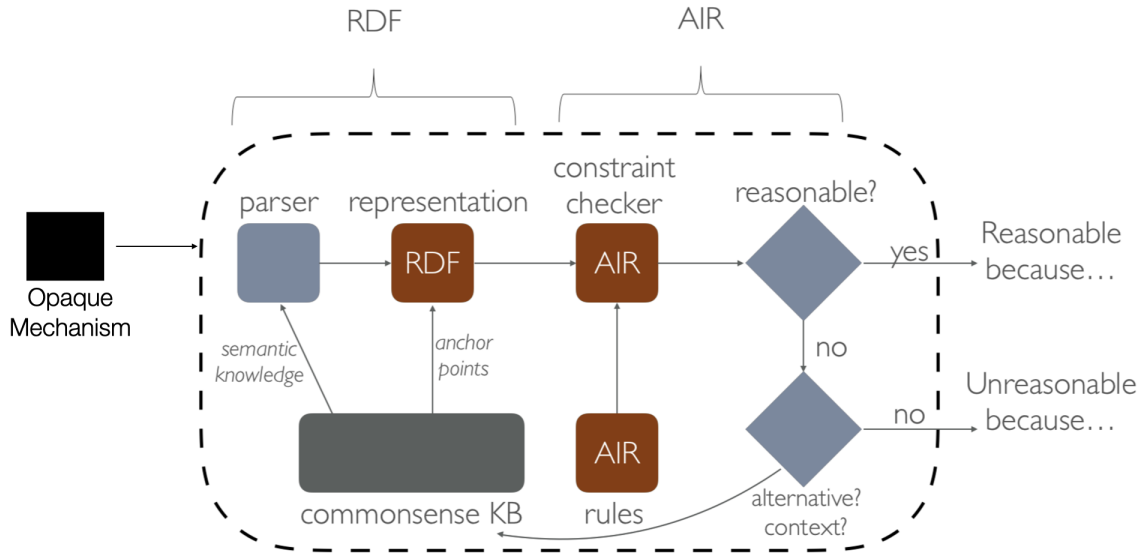 RDF
AIR
parser
representation
constraint
checker
reasonable?
RDF
AIR
yes
Reasonable
because...
Opaque
Mechanism
semantic
knowledge
anchor
points
no
Unreasonable
because...
no
AIR
commonsense KB
rules
alternative?
context?